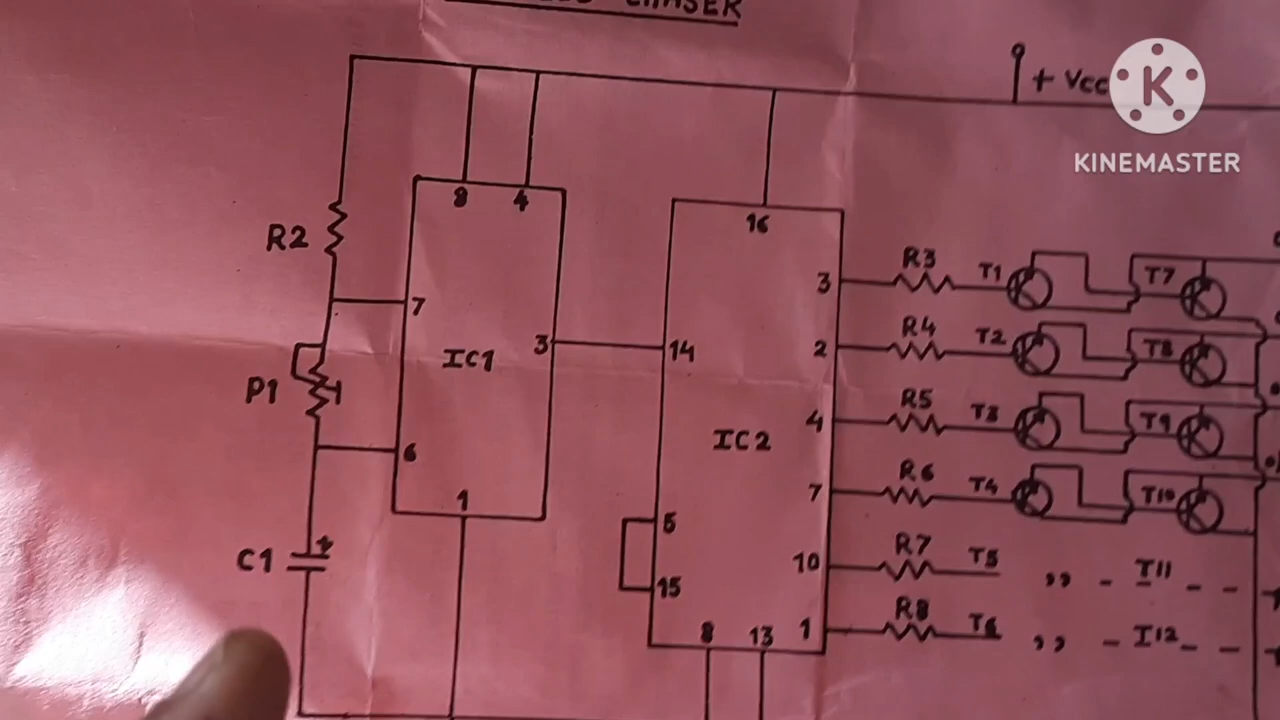 CHASER
+ Vcc
K
KINEMASTER
8 4
16
R2
R3 T1 T7
3
7
R4 T2 T8
IC1 3 14 2
P1
R5 T3 T9
4
IC2
6
R6 T4 T10
7
1
5
C1 +
R7 T5 ,, - T11 - - -
10
15
R8 T6 ,, - I12 - - -
8 13 1